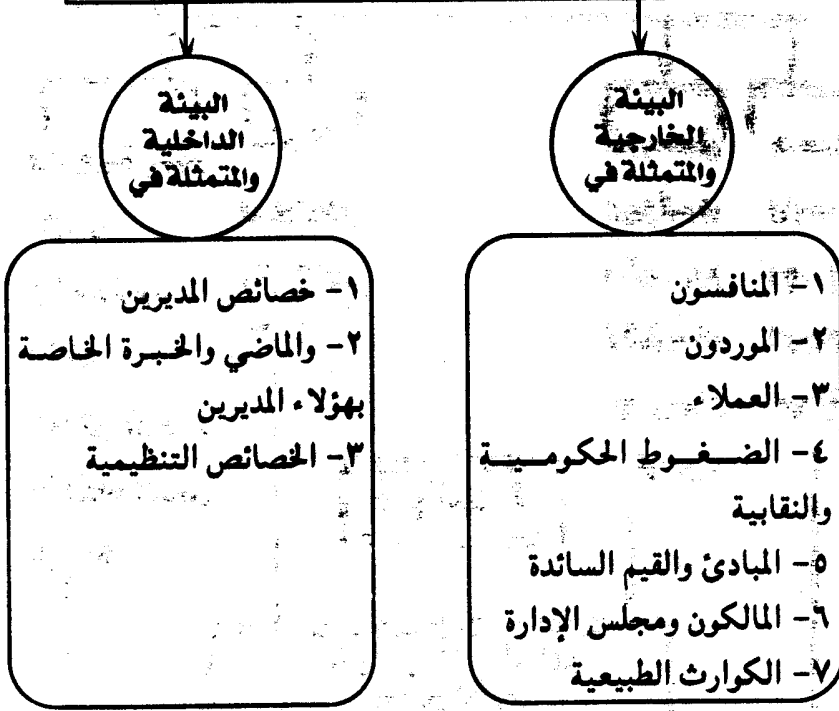 البيئة
الخارجية
والمتمثلة في
١- المنافسون
٢- الموردون
٣- العملاء
٤- الضغوط الحكومية
والنقابية
٥- المبادئ والقيم السائدة
٦- المالكون ومجلس الإدارة
٧- الكوارث الطبيعية
البيئة
الداخلية
والمتمثلة في
١- خصائص المديرين
٢- والماضي والخبرة الخاصة
بهؤلاء المديرين
٣- الخصائص التنظيمية